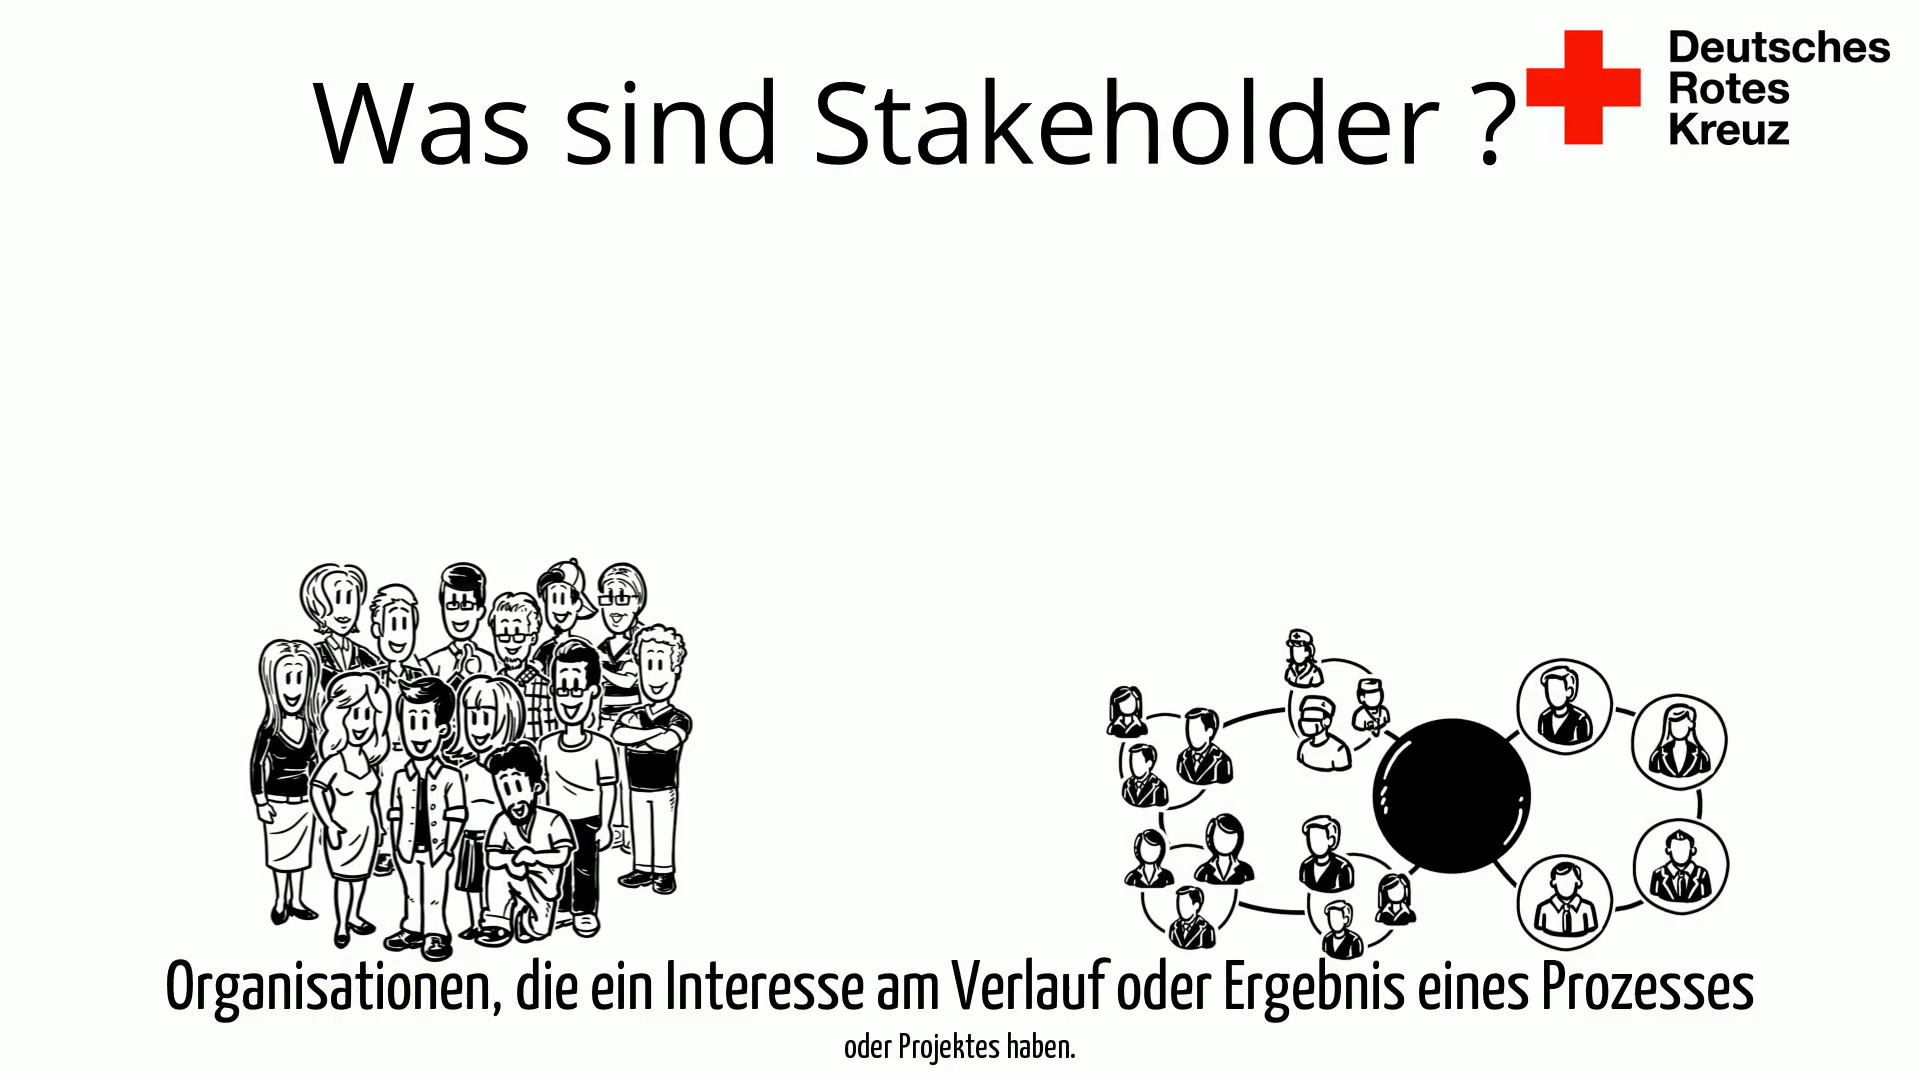 Was sind Stakeholder ?
Deutsches
Rotes
Kreuz
Organisationen, die ein Interesse am Verlauf oder Ergebnis eines Prozesses
oder Projektes haben.